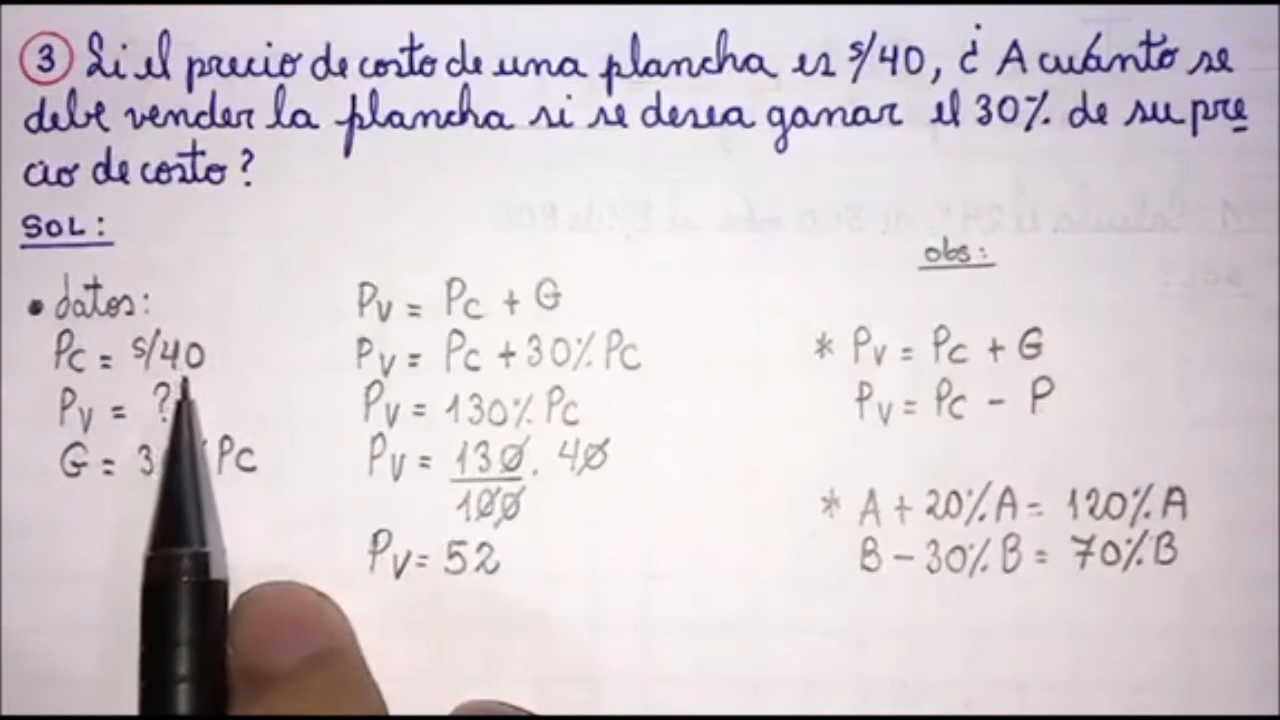 3 Si el precio de costo de una plancha es S/40, ¿A cuánto se
debe vender la plancha si se desea ganar el 30% de su pre
cio de costo?
SOL:
• datos:
Pc = S/40
Pv = ?
G = 3 Pc
Pv = Pc + G
Pv = Pc + 30% Pc
Pv = 130% Pc
Pv = 130/100 . 40
Pv = 52
obs:
* Pv = Pc + G
Pv = Pc - P
* A + 20% A = 120% A
B - 30% B = 70% B